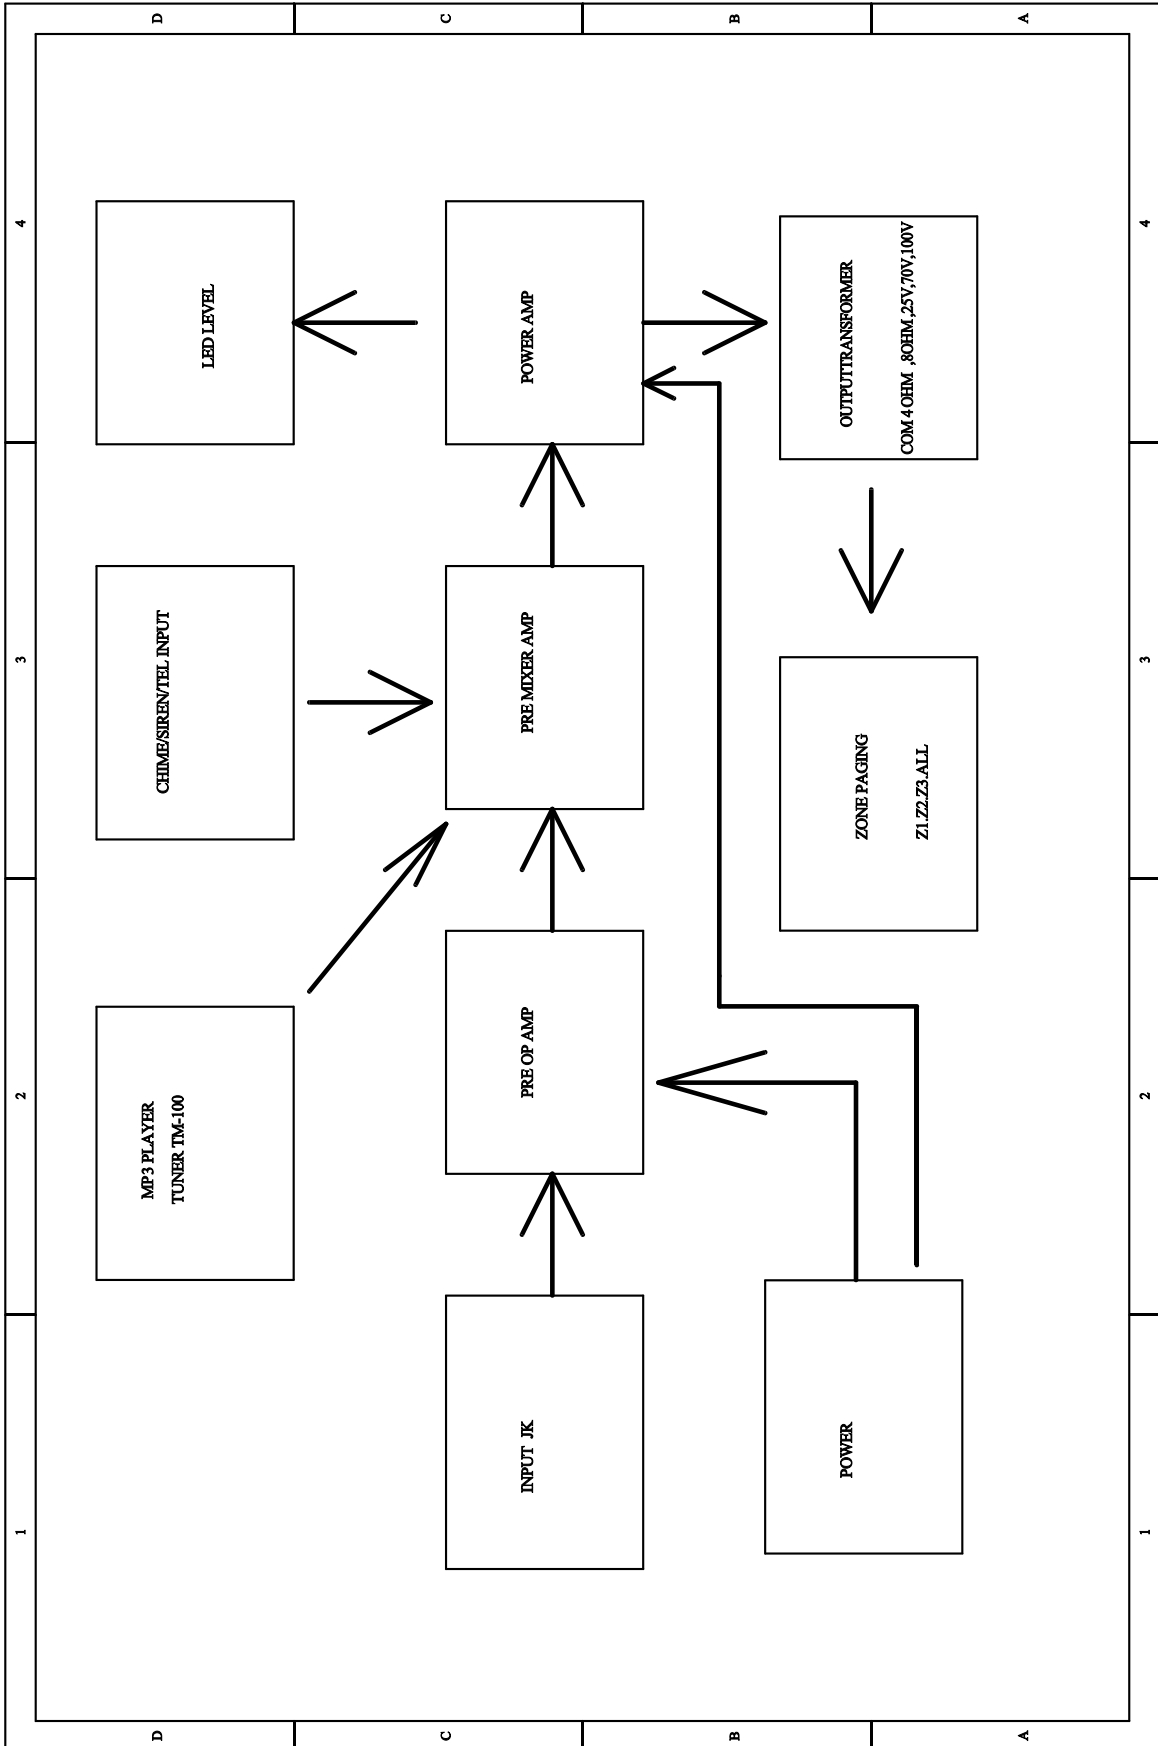 D
C
B
A
4
4
3
3
2
2
1
1
MP3 PLAYER
TUNER TM-100
CHIME/SIREN/TEL INPUT
LED LEVEL
INPUT JK
PRE OP AMP
PRE MIXER AMP
POWER AMP
POWER
ZONE PAGING
Z1.Z2.Z3.ALL
OUTPUTTRANSFORMER
COM 4 OHM ,8OHM,25V,70V,100V
D
C
B
A